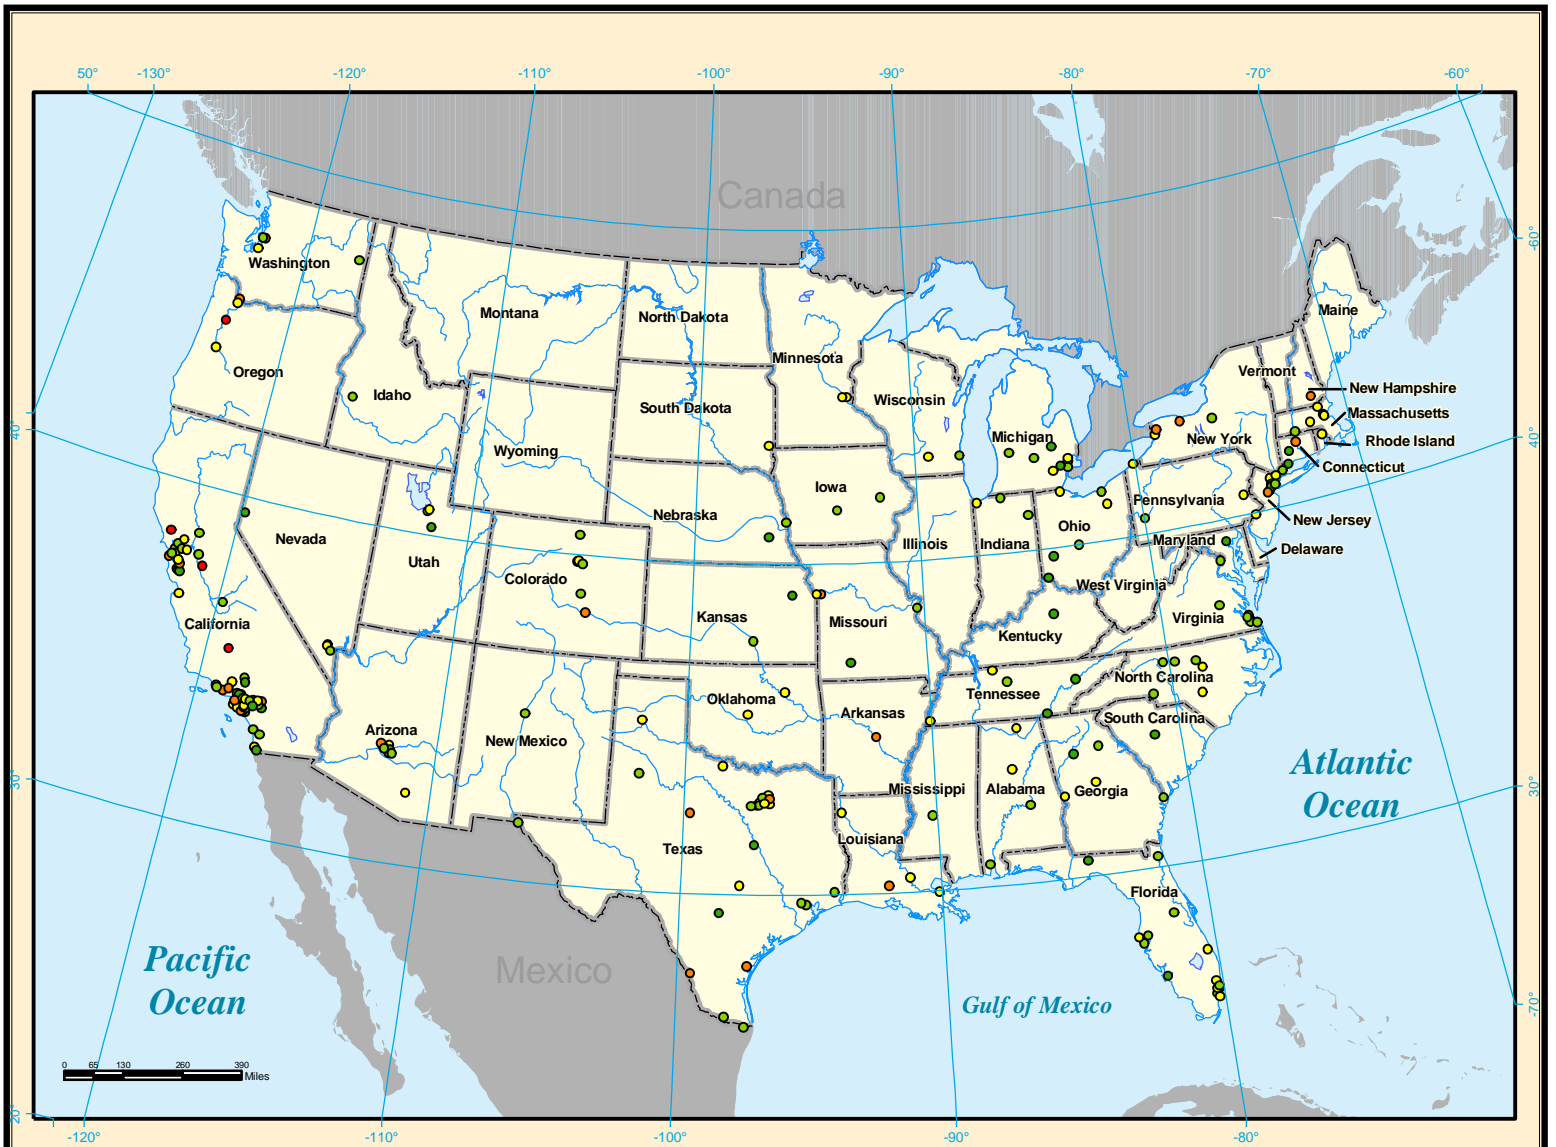 50° -130° -120° -110° -100° -90° -80° -70° -60°
Canada
-60°
Washington
Montana
North Dakota
Minnesota
Maine
Oregon
Idaho
South Dakota
Wisconsin
Vermont
New Hampshire
Massachusetts
40°
Wyoming
Michigan
New York
Rhode Island
40°
Connecticut
Iowa
Nebraska
Pennsylvania
New Jersey
Nevada
Utah
Colorado
Illinois
Indiana
Ohio
Maryland
Delaware
California
Kansas
Missouri
West Virginia
Kentucky
Virginia
Arizona
New Mexico
Oklahoma
Arkansas
Tennessee
North Carolina
South Carolina
30°
Mississippi
Alabama
Georgia
Atlantic
Ocean
30°
Texas
Louisiana
Florida
Pacific
Ocean
Mexico
Gulf of Mexico
-70°
0 65 130 260 390
Miles
20°
-120° -110° -100° -90° -80°